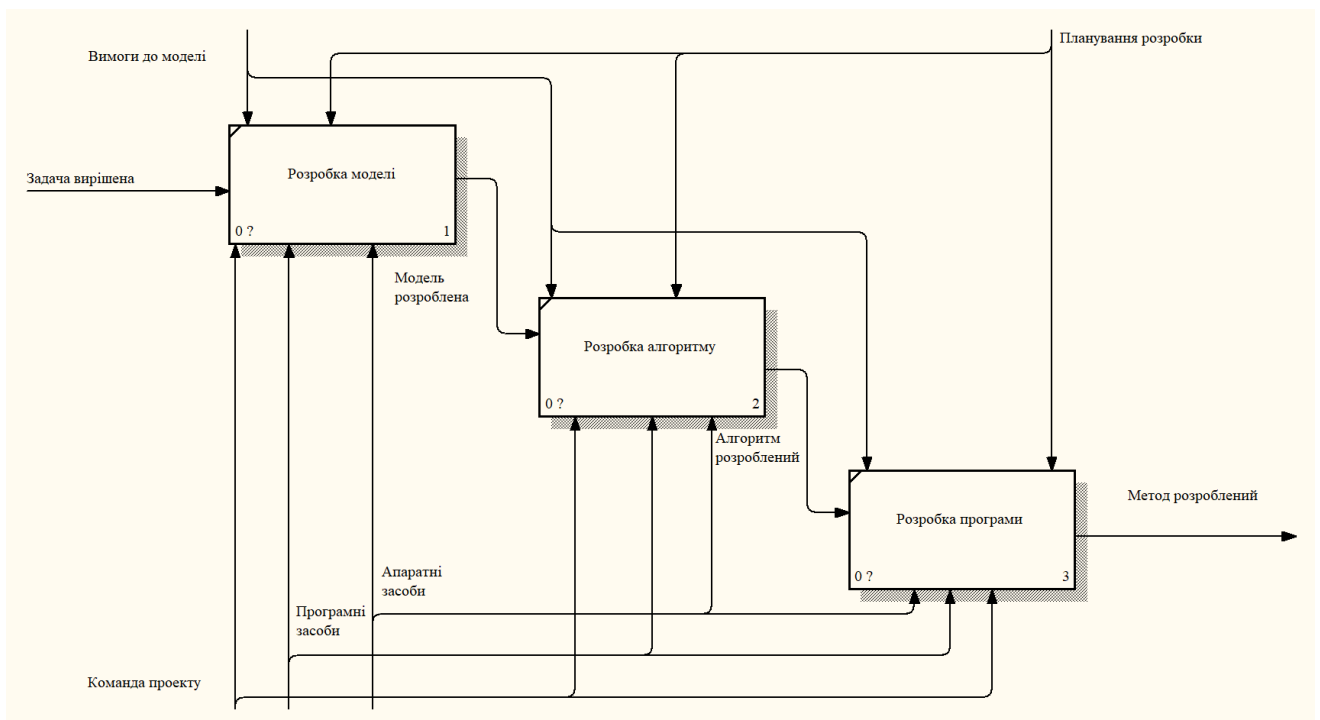 Планування розробки
Вимоги до моделі
Розробка моделі
Задача вирішена
0 ?
1
Модель
розроблена
Розробка алгоритму
0 ?
2
Алгоритм
розроблений
Метод розроблений
Розробка програми
0 ?
3
Апаратні
засоби
Програмні
засоби
Команда проекту